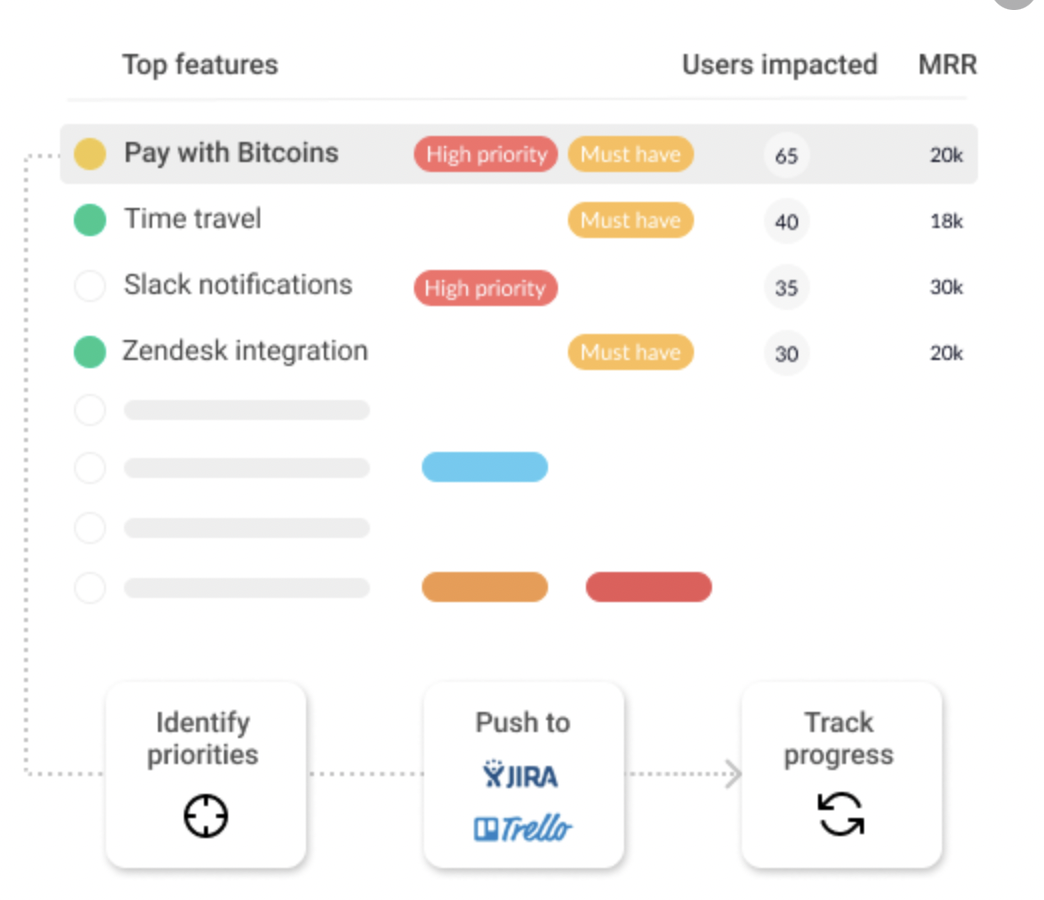 Top features Users impacted MRR
Pay with Bitcoins High priority Must have 65 20k
Time travel Must have 40 18k
Slack notifications High priority 35 30k
Zendesk integration Must have 30 20k
Identify
priorities
Push to
JIRA
Trello
Track
progress